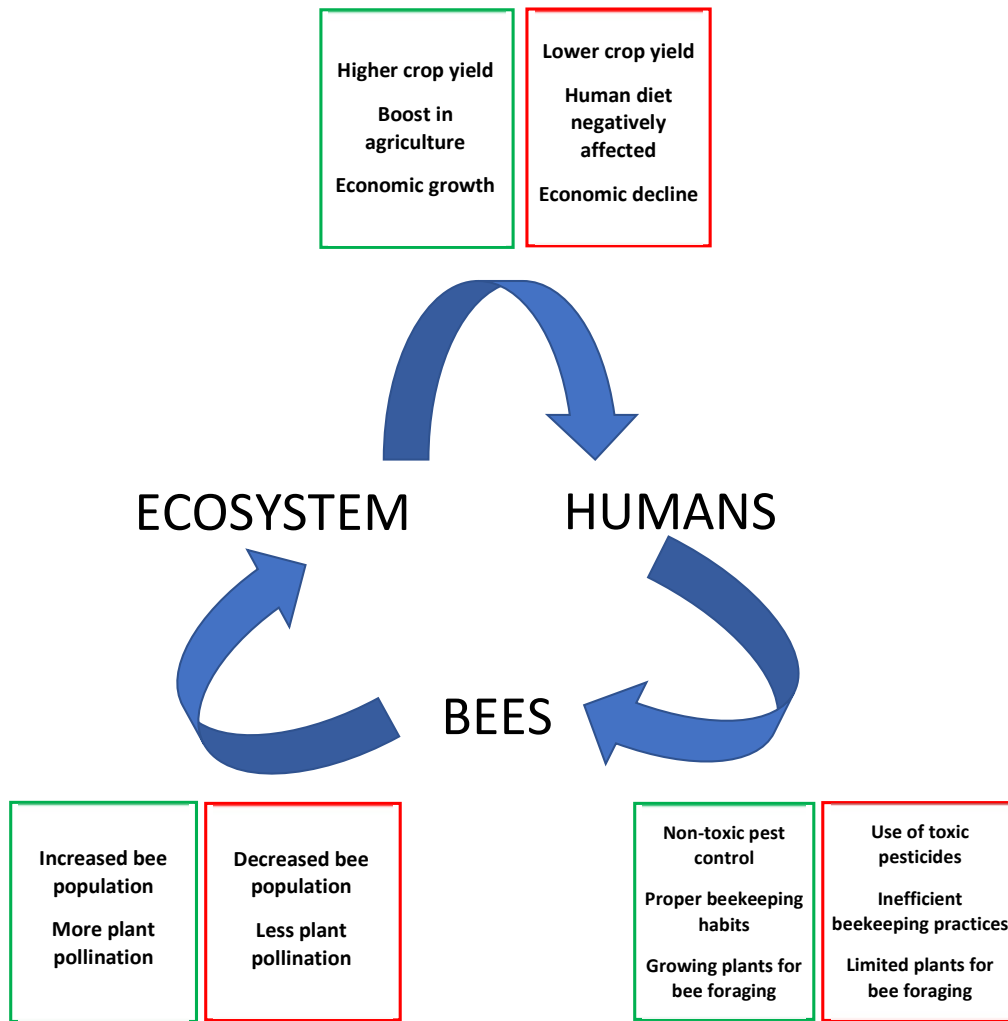 Higher crop yield
Boost in
agriculture
Economic growth
Lower crop yield
Human diet
negatively
affected
Economic decline
ECOSYSTEM
HUMANS
BEES
Increased bee
population
More plant
pollination
Decreased bee
population
Less plant
pollination
Non-toxic pest
control
Proper beekeeping
habits
Growing plants for
bee foraging
Use of toxic
pesticides
Inefficient
beekeeping practices
Limited plants for
bee foraging